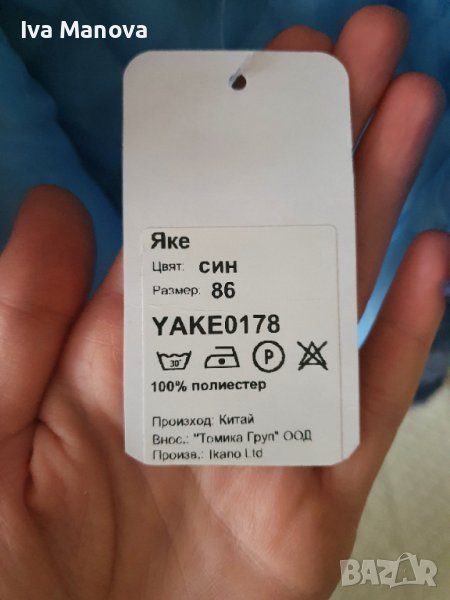 Iva Manova
Яке
Цвят: син
Размер: 86
YAKE0178
30° P
100% полиестер
Произход: Китай
Внос.: "Томика Груп" ООД
Произв.: Ikano Ltd
BAZAR